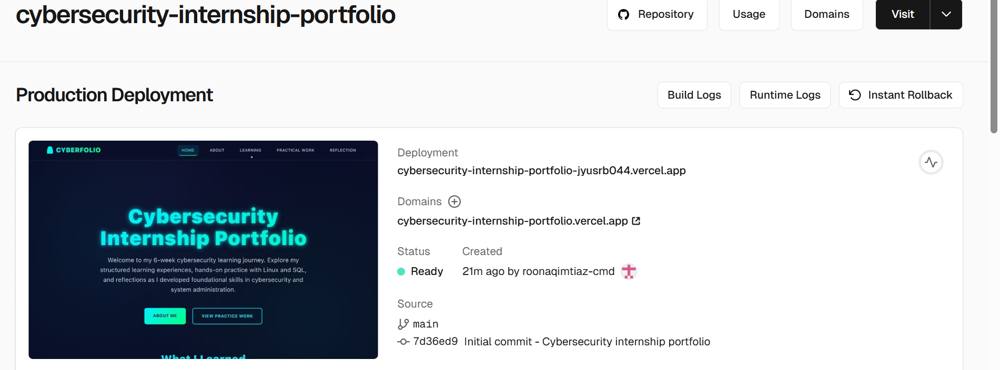 cybersecurity-internship-portfolio
Repository
Usage
Domains
Visit
Production Deployment
Build Logs
Runtime Logs
Instant Rollback
CYBERFOLIO
HOME
ABOUT
LEARNING
PRACTICAL WORK
REFLECTION
Cybersecurity
Internship Portfolio
Welcome to my 6-week cybersecurity learning journey. Explore my
structured learning experiences, hands-on practice with Linux and SQL,
and reflections as I developed foundational skills in cybersecurity and
system administration.
ABOUT ME
VIEW PRACTICE WORK
What I Learned
Deployment
cybersecurity-internship-portfolio-jyusrb044.vercel.app
Domains
cybersecurity-internship-portfolio.vercel.app
Status
Created
Ready
21m ago by roonaqimtiaz-cmd
Source
main
7d36ed9 Initial commit - Cybersecurity internship portfolio